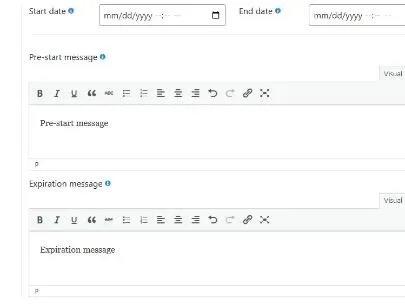 Start date
mm/dd/yyyy --:-- --
End date
mm/dd/yyyy --:-- --
Pre-start message
Visual
B I U “ ABC
Pre-start message
P
Expiration message
Visual
B I U “ ABC
Expiration message
P